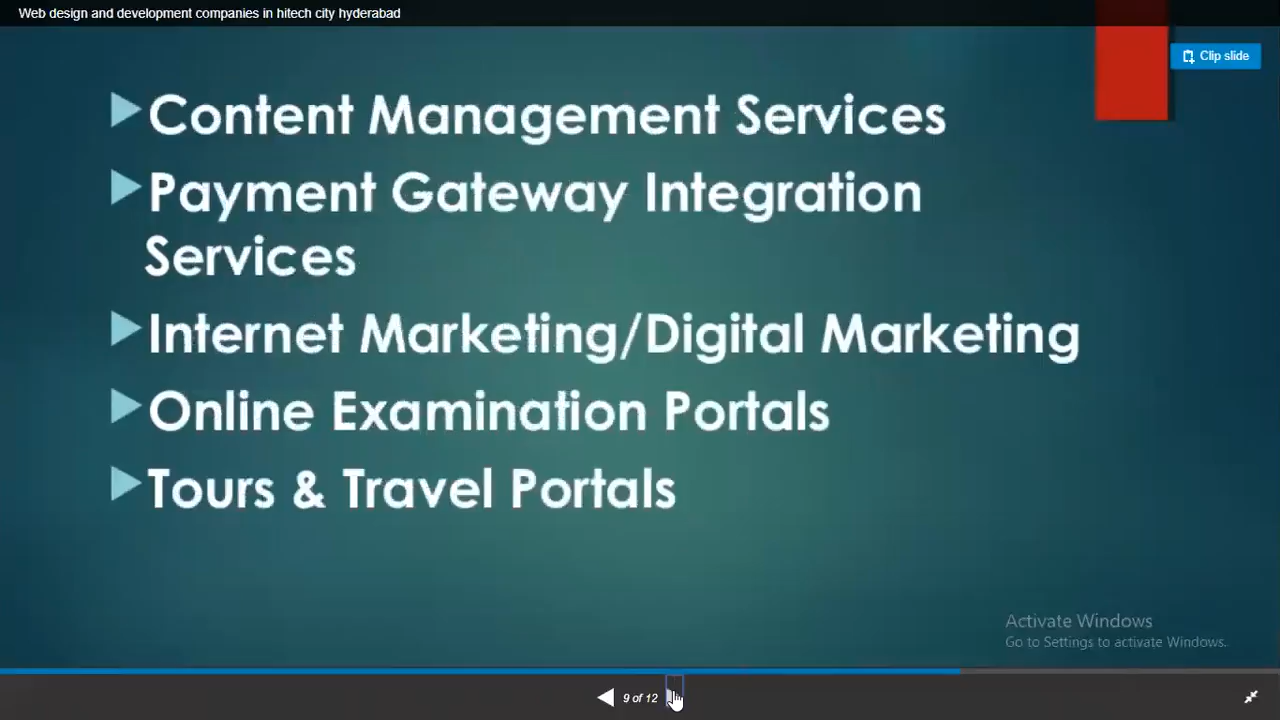 Web design and development companies in hitech city hyderabad
Clip slide
Content Management Services
Payment Gateway Integration
Services
Internet Marketing/Digital Marketing
Online Examination Portals
Tours & Travel Portals
Activate Windows
Go to Settings to activate Windows.
9 of 12